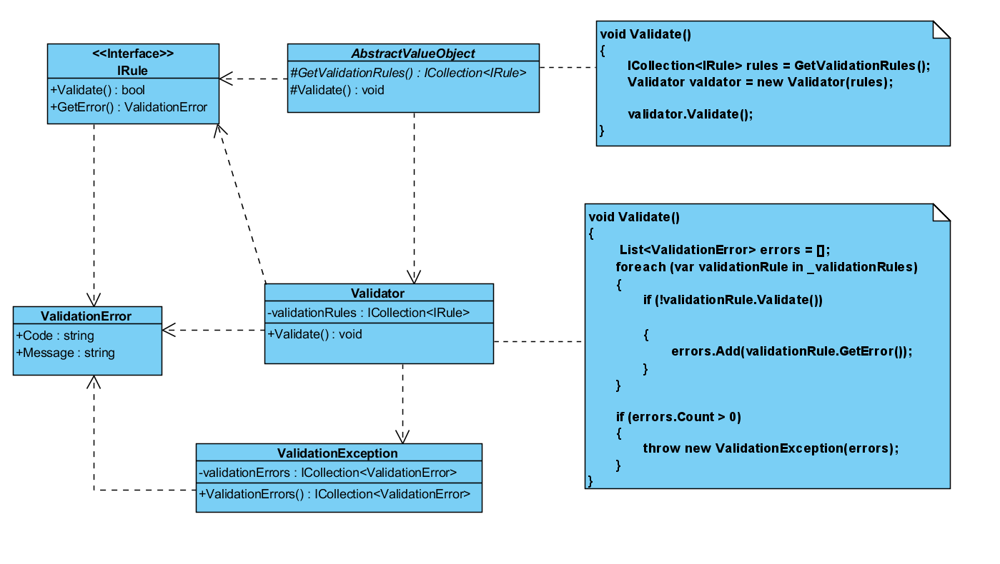 <<Interface>>
IRule
+Validate() : bool
+GetError() : ValidationError
AbstractValueObject
#GetValidationRules() : ICollection<IRule>
#Validate() : void
void Validate()
{
ICollection<IRule> rules = GetValidationRules();
Validator valdator = new Validator(rules);
validator.Validate();
}
ValidationError
+Code : string
+Message : string
Validator
-validationRules : ICollection<IRule>
+Validate() : void
void Validate()
{
List<ValidationError> errors = [];
foreach (var validationRule in _validationRules)
{
if (!validationRule.Validate())
{
errors.Add(validationRule.GetError());
}
}
if (errors.Count > 0)
{
throw new ValidationException(errors);
}
}
ValidationException
-validationErrors : ICollection<ValidationError>
+ValidationErrors() : ICollection<ValidationError>